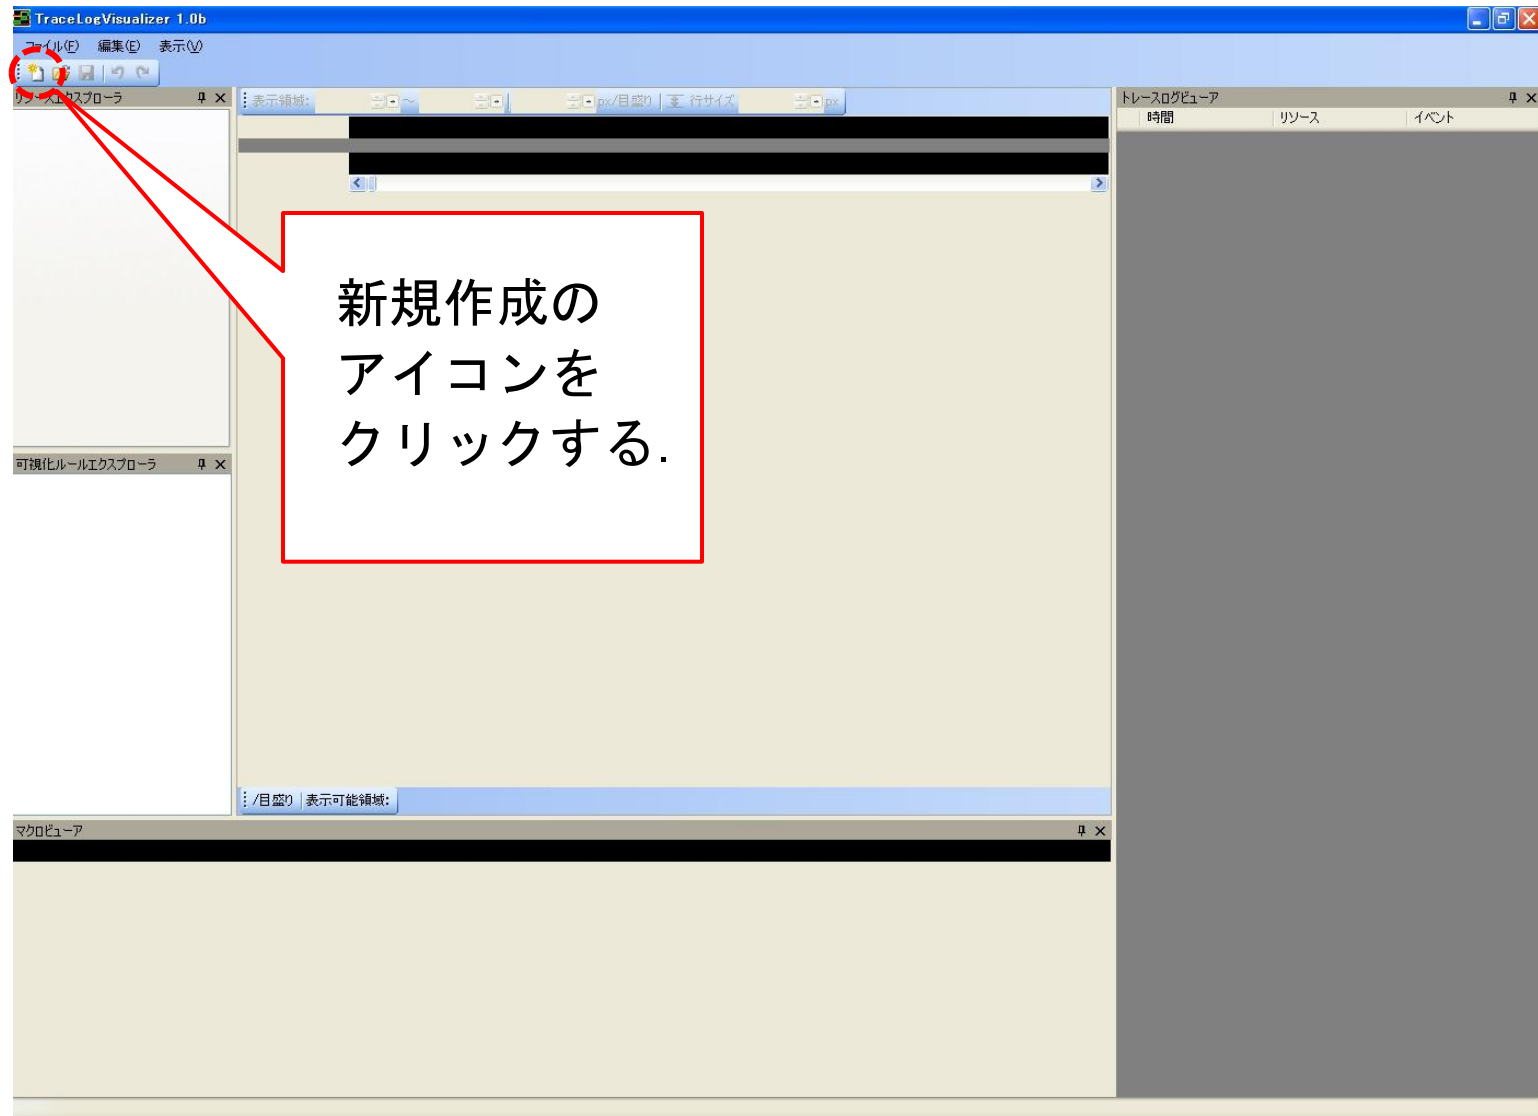 TraceLogVisualizer 1.0b
ファイル(F) 編集(E) 表示(V)
リソースエクスプローラ
表示領域: ～ px/目盛り 行サイズ px
トレースログビューア
時間 リソース イベント
新規作成の
アイコンを
クリックする.
可視化ルールエクスプローラ
/目盛り 表示可能領域:
マクロビューア